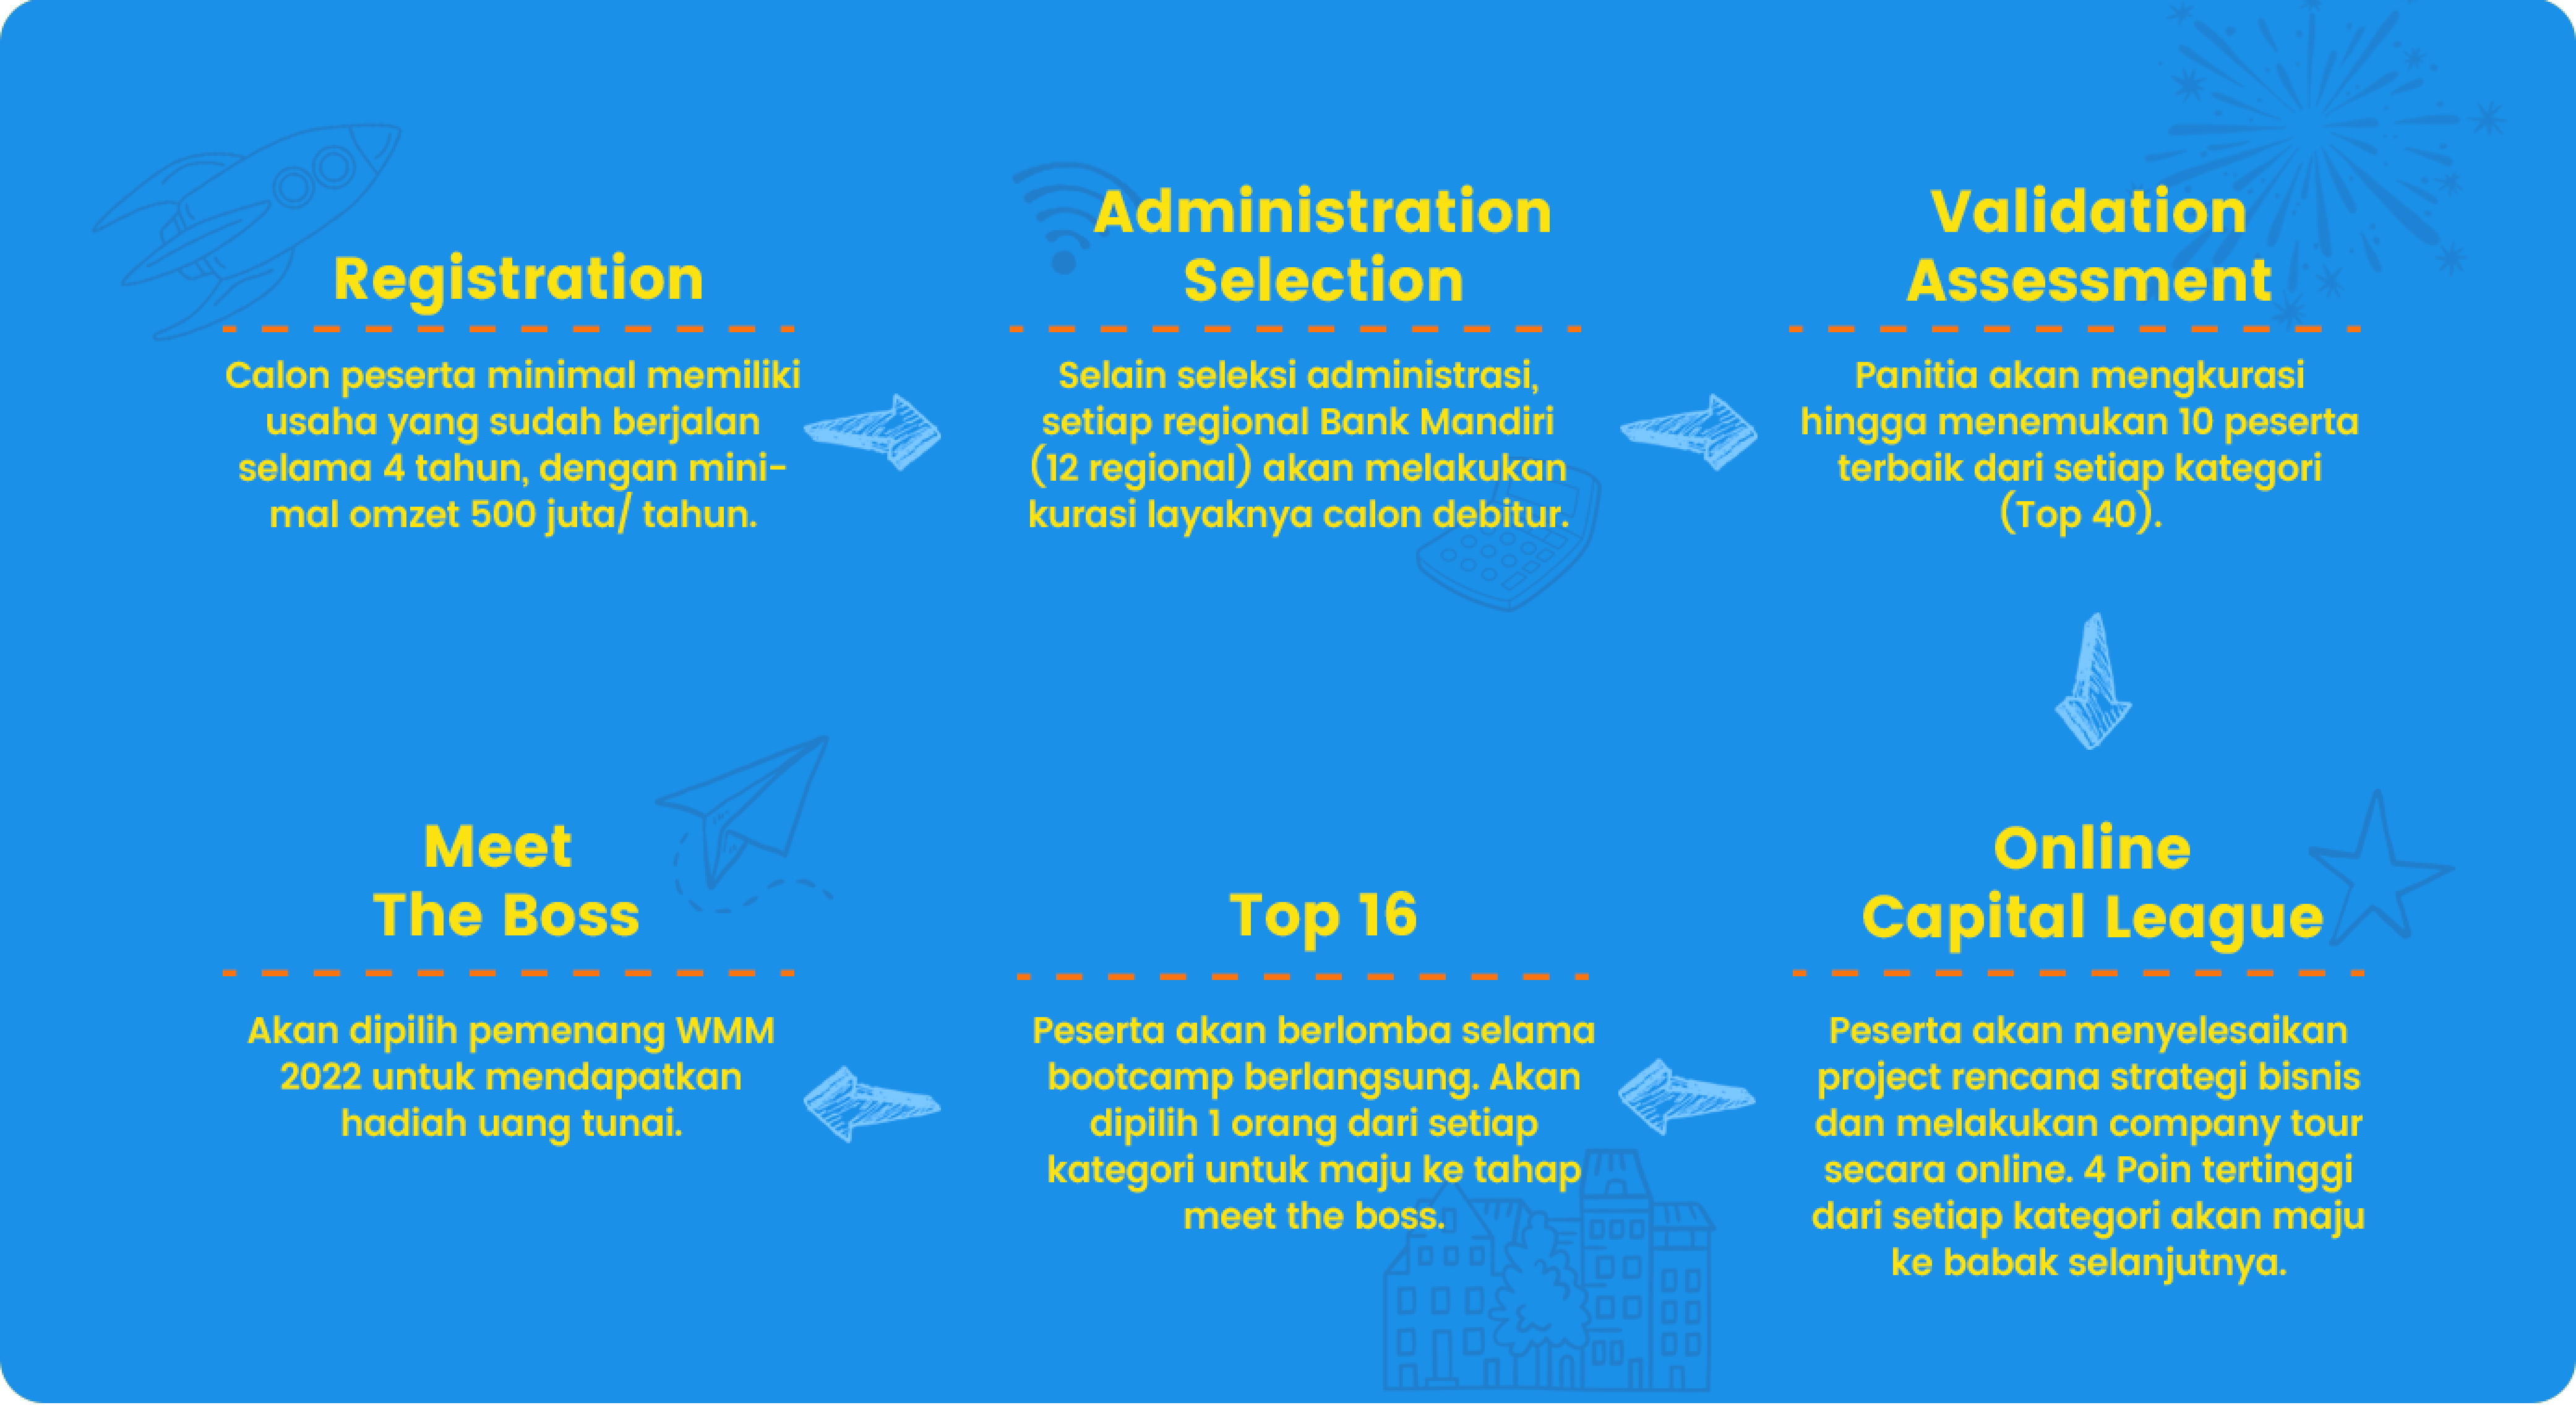 Registration
Calon peserta minimal memiliki
usaha yang sudah berjalan
selama 4 tahun, dengan mini-
mal omzet 500 juta/ tahun.
Administration
Selection
Selain seleksi administrasi,
setiap regional Bank Mandiri
(12 regional) akan melakukan
kurasi layaknya calon debitur.
Validation
Assessment
Panitia akan mengkurasi
hingga menemukan 10 peserta
terbaik dari setiap kategori
(Top 40).
Online
Capital League
Peserta akan menyelesaikan
project rencana strategi bisnis
dan melakukan company tour
secara online. 4 Poin tertinggi
dari setiap kategori akan maju
ke babak selanjutnya.
Top 16
Peserta akan berlomba selama
bootcamp berlangsung. Akan
dipilih 1 orang dari setiap
kategori untuk maju ke tahap
meet the boss.
Meet
The Boss
Akan dipilih pemenang WMM
2022 untuk mendapatkan
hadiah uang tunai.